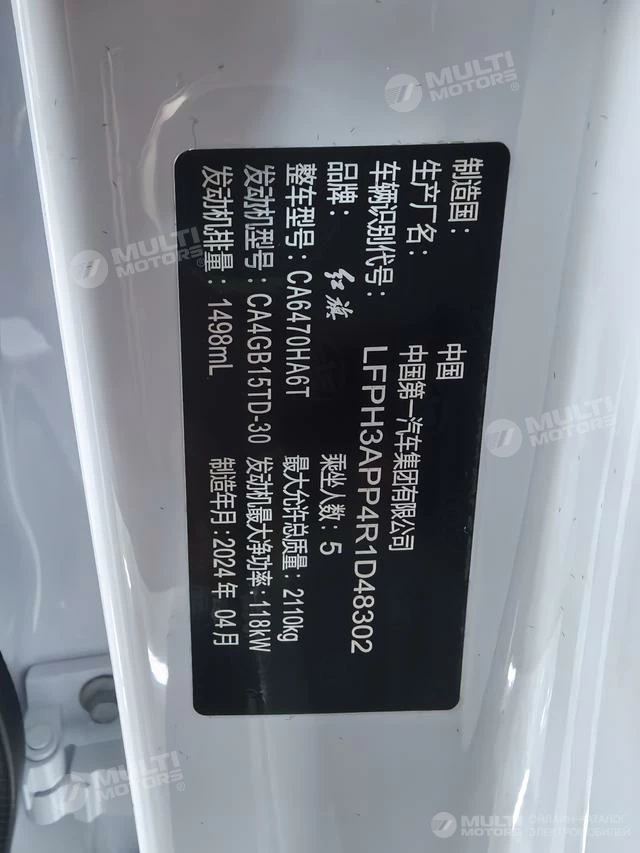 制造国： 中国
生产厂名： 中国第一汽车集团有限公司
车辆识别代号： LFPH3APP4R1D48302
品牌： 红旗 乘坐人数：5
整车型号：CA6470HA6T 最大允许总质量：2110kg
发动机型号：CA4GB15TD-30 发动机最大净功率：118kW
发动机排量：1498mL 制造年月：2024年 04月
MULTI
MOTORS®
MULTI
MOTORS®
MULTI
MOTORS®
MULTI
MOTORS®
MULTI
MOTORS
ОНЛАЙН-КАТАЛОГ
ЭЛЕКТРОМОБИЛЕЙ